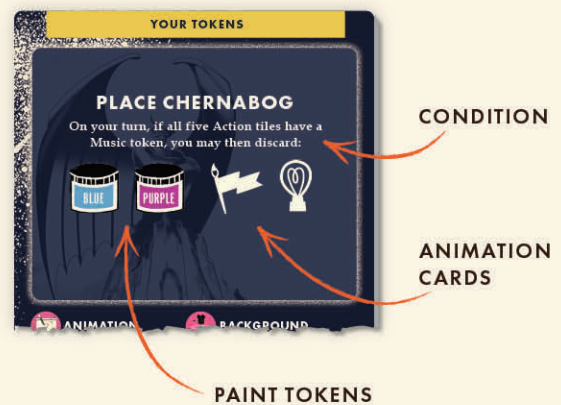 YOUR TOKENS
PLACE CHERNABOG
On your turn, if all five Action tiles have a
Music token, you may then discard:
BLUE
PURPLE
ANIMATION
BACKGROUND
CONDITION
ANIMATION
CARDS
PAINT TOKENS